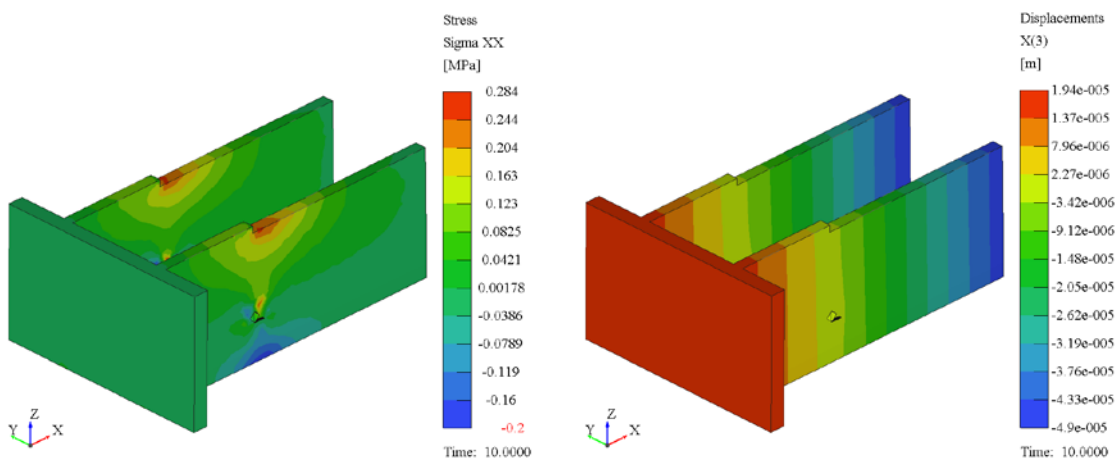 Stress
Sigma XX
[MPa]
0.284
0.244
0.204
0.163
0.123
0.0825
0.0421
0.00178
-0.0386
-0.0789
-0.119
-0.16
-0.2
Time: 10.0000
Z
Y
X
Displacements
X(3)
[m]
1.94e-005
1.37e-005
7.96e-006
2.27e-006
-3.42e-006
-9.12e-006
-1.48e-005
-2.05e-005
-2.62e-005
-3.19e-005
-3.76e-005
-4.33e-005
-4.9e-005
Time: 10.0000
Z
Y
X